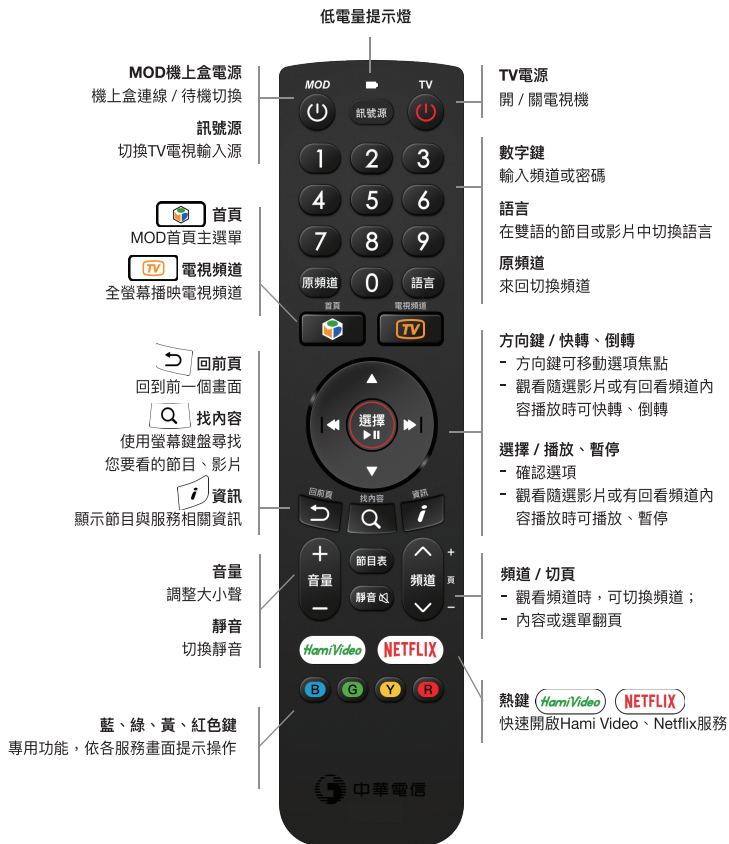 低電量提示燈
MOD機上盒電源
機上盒連線 / 待機切換
訊號源
切換TV電視輸入源
首頁
MOD首頁主選單
TV 電視頻道
全螢幕播映電視頻道
回前頁
回到前一個畫面
找內容
使用螢幕鍵盤尋找
您要看的節目、影片
i 資訊
顯示節目與服務相關資訊
音量
調整大小聲
靜音
切換靜音
藍、綠、黃、紅色鍵
專用功能，依各服務畫面提示操作
MOD TV
訊號源
1 2 3
4 5 6
7 8 9
原頻道 0 語言
首頁 電視頻道
TV
選擇
回前頁 找內容 資訊
i
+ 節目表 +
音量 頻道 頁
− 靜音 −
HamiVideo NETFLIX
B G Y R
中華電信
TV電源
開 / 關電視機
數字鍵
輸入頻道或密碼
語言
在雙語的節目或影片中切換語言
原頻道
來回切換頻道
方向鍵 / 快轉、倒轉
- 方向鍵可移動選項焦點
- 觀看隨選影片或有回看頻道內
容播放時可快轉、倒轉
選擇 / 播放、暫停
- 確認選項
- 觀看隨選影片或有回看頻道內
容播放時可播放、暫停
頻道 / 切頁
- 觀看頻道時，可切換頻道；
- 內容或選單翻頁
熱鍵 HamiVideo NETFLIX
快速開啟Hami Video、Netflix服務